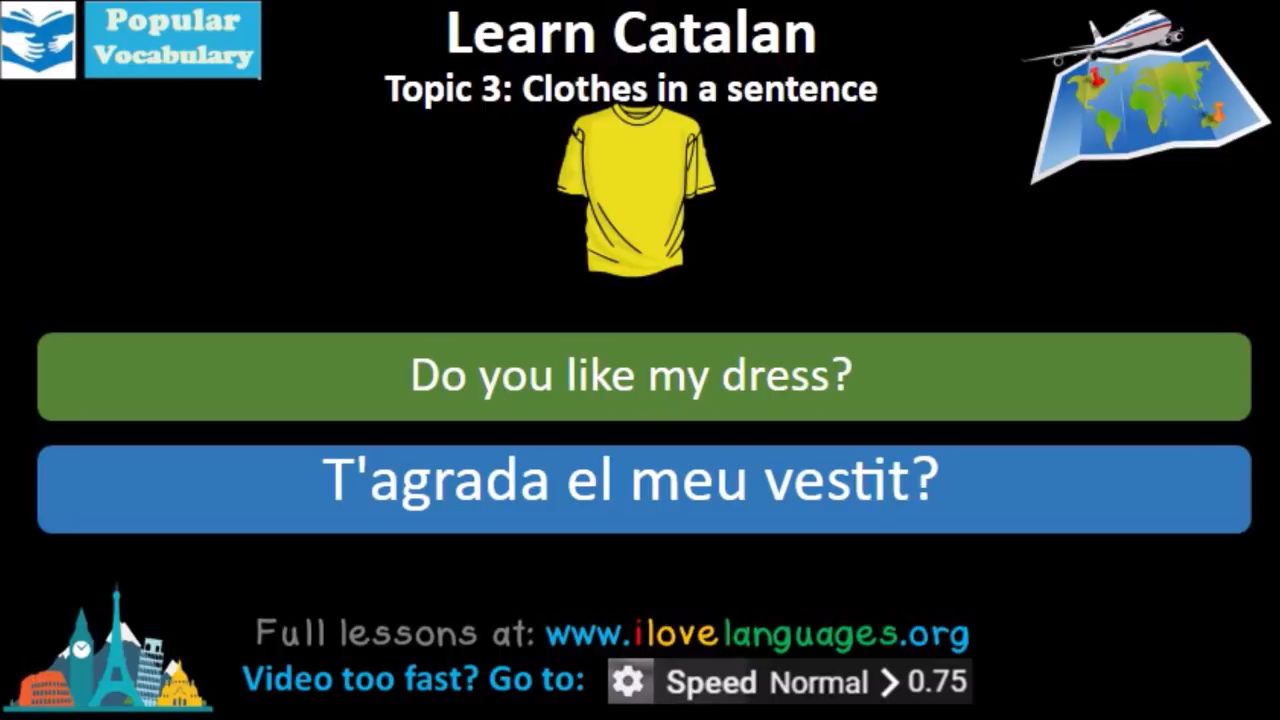 Popular
Vocabulary
Learn Catalan
Topic 3: Clothes in a sentence
Do you like my dress?
T'agrada el meu vestit?
Full lessons at: www.ilovelanguages.org
Video too fast? Go to: Speed Normal > 0.75